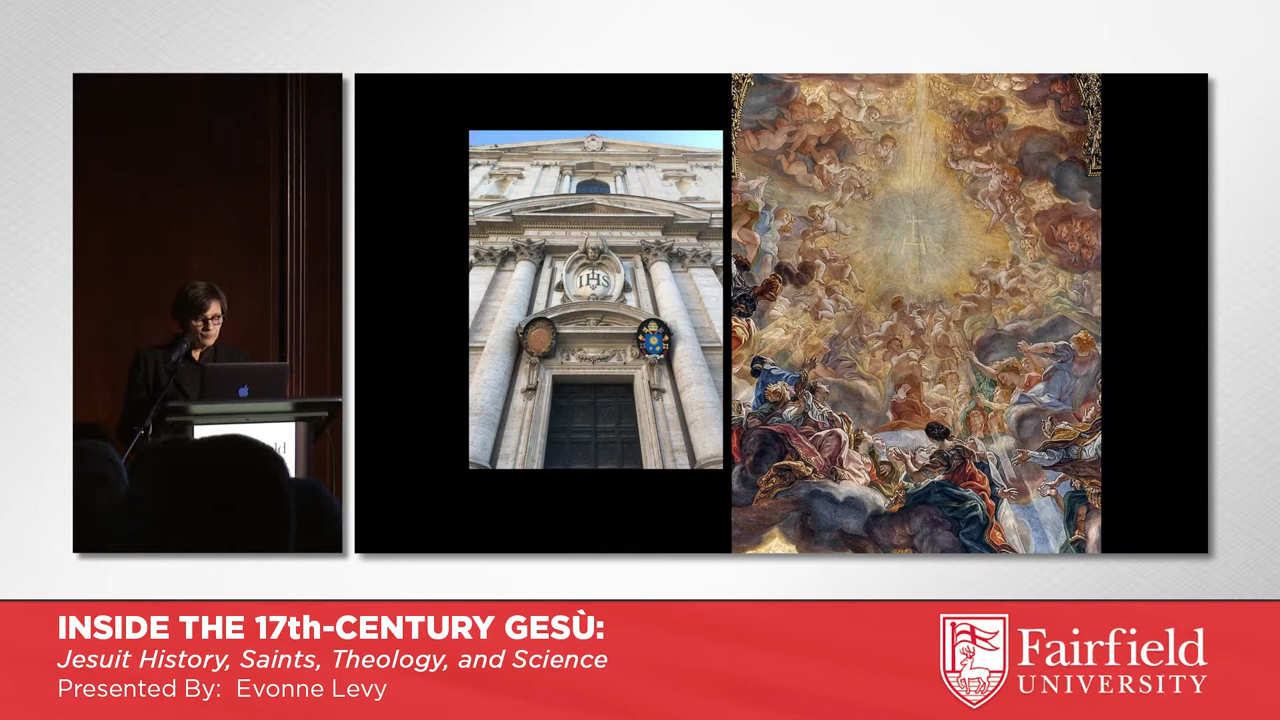 IHS
INSIDE THE 17th-CENTURY GESÙ:
Jesuit History, Saints, Theology, and Science
Presented By: Evonne Levy
Fairfield
UNIVERSITY